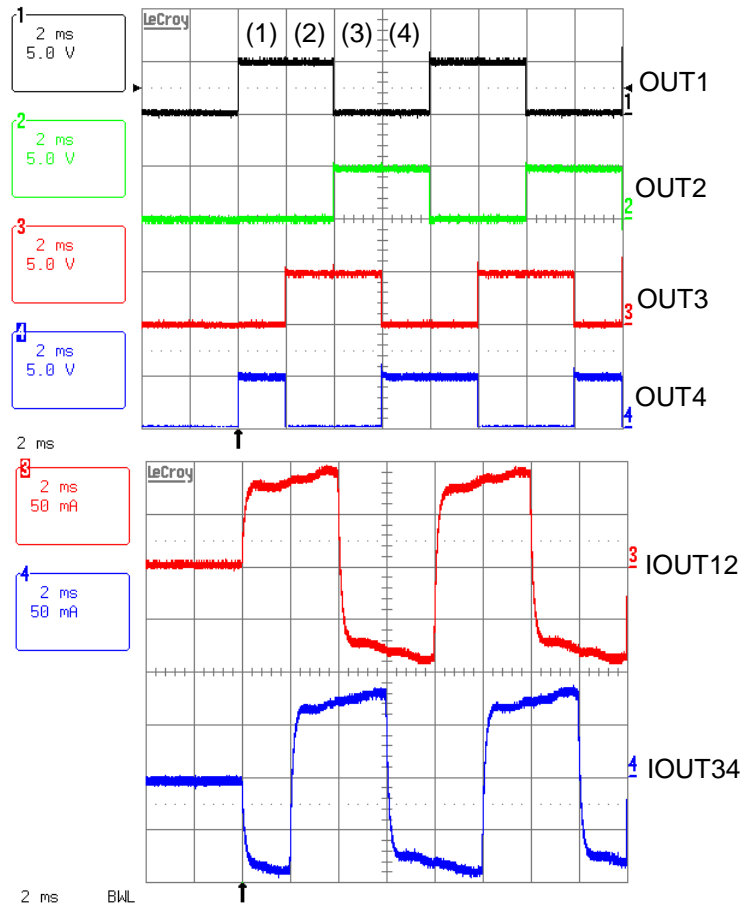 1
2 ms
5.0 V
2
2 ms
5.0 V
3
2 ms
5.0 V
4
2 ms
5.0 V
2 ms
LeCroy
(1) (2) (3) (4)
1
OUT1
2
OUT2
3
OUT3
4
OUT4
3
2 ms
50 mA
4
2 ms
50 mA
LeCroy
3
IOUT12
4
IOUT34
2 ms BWL